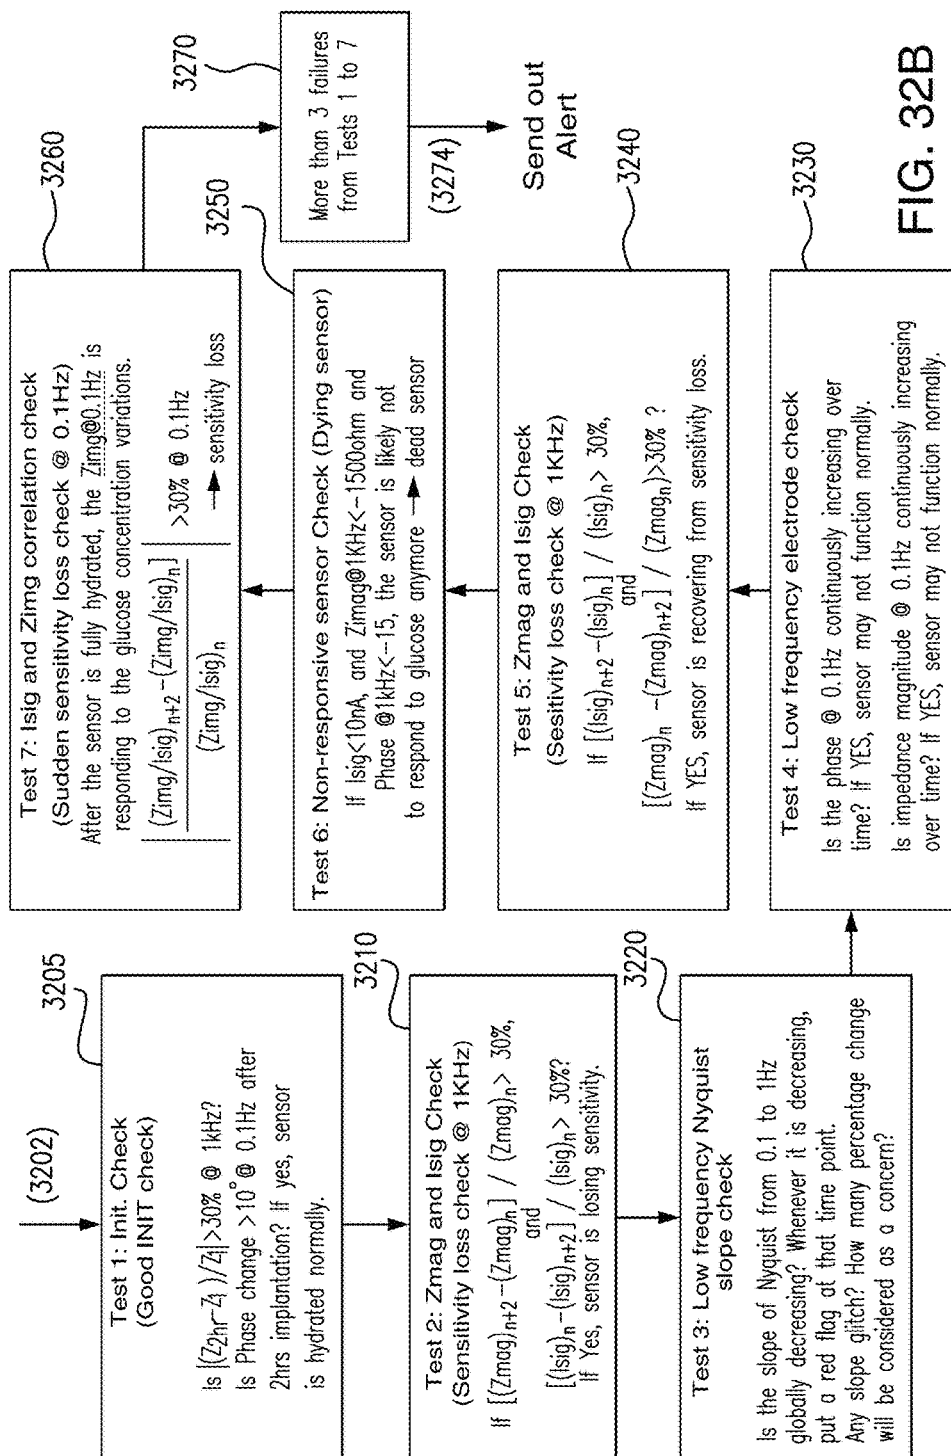 (3202)
3205
Test 1: Init. Check
(Good INIT check)
Is |(Z2hr-Z1)/Z1|>30% @ 1kHz?
Is Phase change >10° @ 0.1Hz after
2hrs implantation? If yes, sensor
is hydrated normally.
3210
Test 2: Zmag and Isig Check
(Sensitivity loss check @ 1KHz)
If [(Zmag)n+2-(Zmag)n] / (Zmag)n> 30%,
and
[(Isig)n-(Isig)n+2] / (Isig)n> 30%?
If Yes, sensor is losing sensitivity.
3220
Test 3: Low frequency Nyquist
slope check
Is the slope of Nyquist from 0.1 to 1Hz
globally decreasing? Whenever it is decreasing,
put a red flag at that time point.
Any slope glitch? How many percentage change
will be considered as a concern?
3260
Test 7: Isig and Zimg correlation check
(Sudden sensitivity loss check @ 0.1Hz)
After the sensor is fully hydrated, the Zimg@0.1Hz is
responding to the glucose concentration variations.
|(Zimg/Isig)n+2-(Zimg/Isig)n]| >30% @ 0.1Hz
(Zimg/Isig)n → sensitivity loss
3250
Test 6: Non-responsive sensor Check (Dying sensor)
If Isig<10nA, and Zimag@1KHz<-1500ohm and
Phase @1kHz<-15, the sensor is likely not
to respond to glucose anymore → dead sensor
3240
Test 5: Zmag and Isig Check
(Sesitivity loss check @ 1KHz)
If [(Isig)n+2-(Isig)n] / (Isig)n> 30%,
and
[(Zmag)n -(Zmag)n+2] / (Zmag)n>30% ?
If YES, sensor is recovering from sensitivity loss.
3230
Test 4: Low frequency electrode check
Is the phase @ 0.1Hz continuously increasing over
time? If YES, sensor may not function normally.
Is impedance magnitude @ 0.1Hz continuously increasing
over time? If YES, sensor may not function normally.
3270
More than 3 failures
from Tests 1 to 7
(3274)
Send out
Alert
FIG. 32B